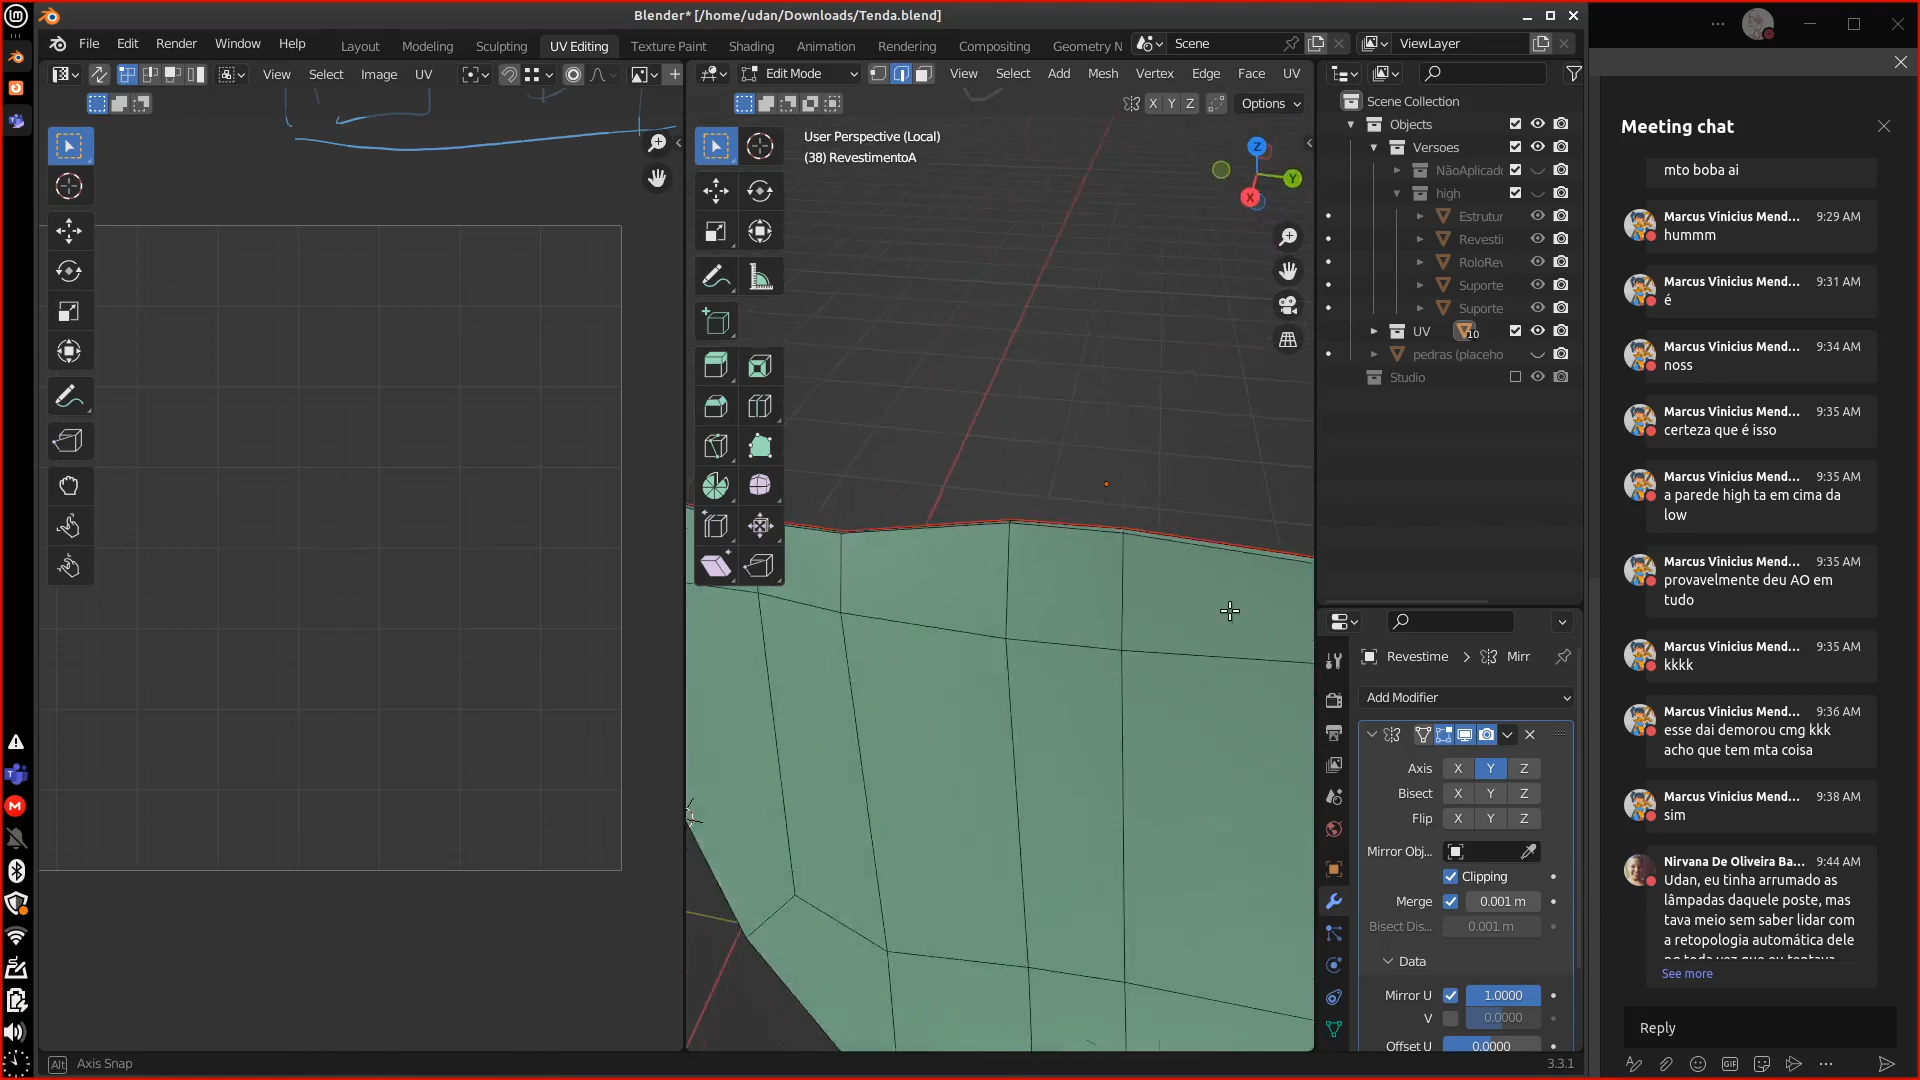 Blender* [/home/udan/Downloads/Tenda.blend]
File Edit Render Window Help
Layout Modeling Sculpting UV Editing Texture Paint Shading Animation Rendering Compositing Geometry N
Scene
ViewLayer
View Select Image UV
Edit Mode
View Select Add Mesh Vertex Edge Face UV
X Y Z
Options
User Perspective (Local)
(38) RevestimentoA
Z
Y
X
Scene Collection
Objects
Versoes
NãoAplicado
high
Estrutur
Revesti
RoloRev
Suporte
Suporte
UV
10
pedras (placeho
Studio
Revestime
Mirr
Add Modifier
Axis X Y Z
Bisect X Y Z
Flip X Y Z
Mirror Obj...
Clipping
Merge 0.001 m
Bisect Dis... 0.001 m
Data
Mirror U 1.0000
V 0.0000
Offset U 0.0000
Alt Axis Snap
3.3.1
Meeting chat
mto boba ai
Marcus Vinicius Mend... 9:29 AM
hummm
Marcus Vinicius Mend... 9:31 AM
é
Marcus Vinicius Mend... 9:34 AM
noss
Marcus Vinicius Mend... 9:35 AM
certeza que é isso
Marcus Vinicius Mend... 9:35 AM
a parede high ta em cima da
low
Marcus Vinicius Mend... 9:35 AM
provavelmente deu AO em
tudo
Marcus Vinicius Mend... 9:35 AM
kkkk
Marcus Vinicius Mend... 9:36 AM
esse dai demorou cmg kkk
acho que tem mta coisa
Marcus Vinicius Mend... 9:38 AM
sim
Nirvana De Oliveira Ba... 9:44 AM
Udan, eu tinha arrumado as
lâmpadas daquele poste, mas
tava meio sem saber lidar com
a retopologia automática dele
See more
Reply
GIF